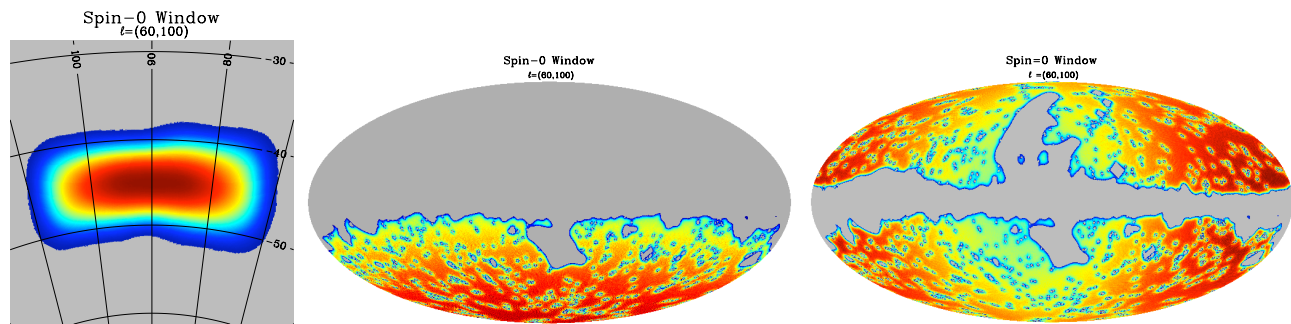 Spin-0 Window
ℓ=(60,100)
100
90
80
-30
-40
-50
Spin-0 Window
ℓ=(60,100)
Spin=0 Window
ℓ =(60,100)